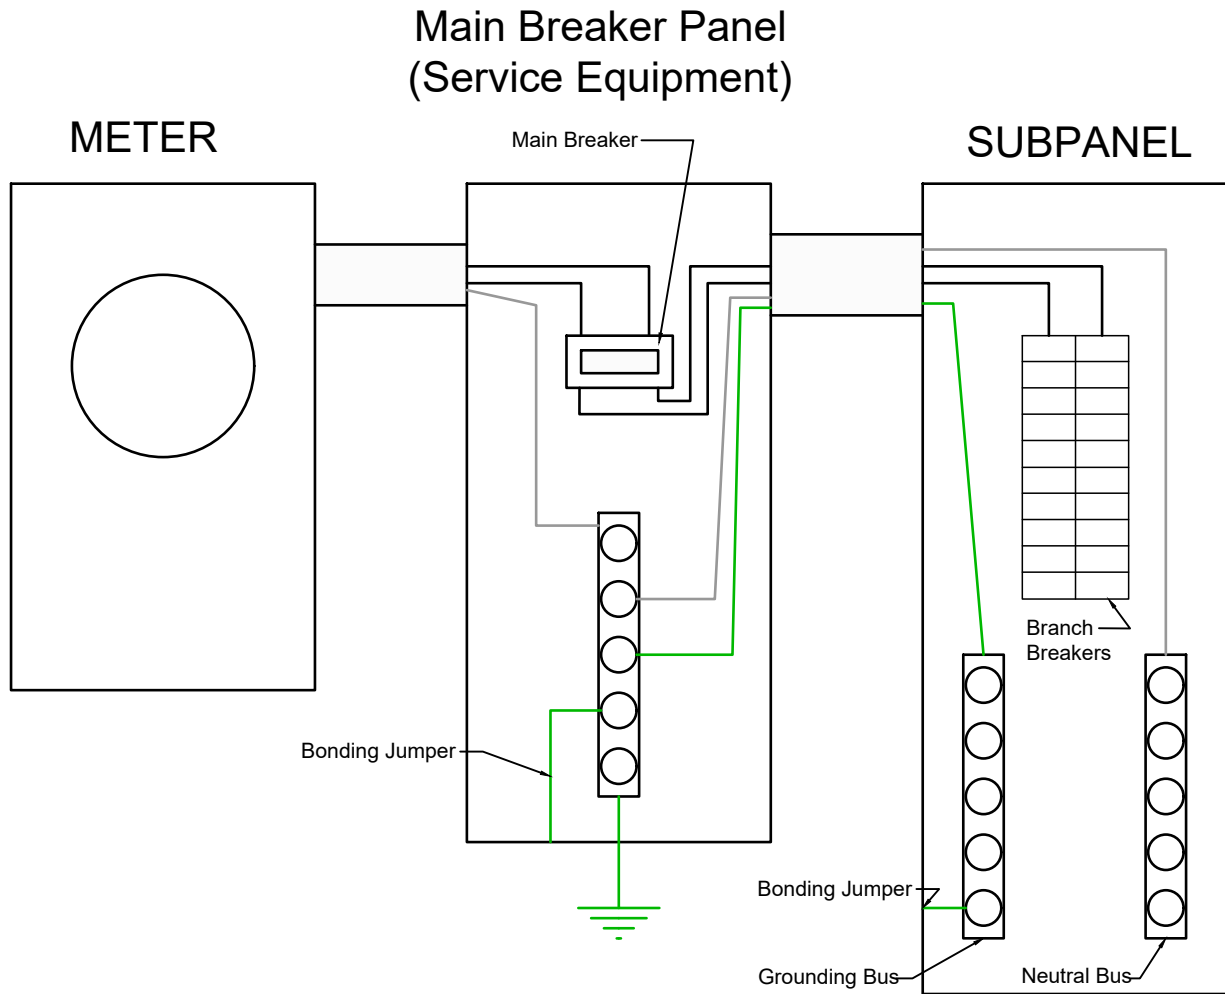 Main Breaker Panel
(Service Equipment)
METER
Main Breaker
SUBPANEL
Branch
Breakers
Bonding Jumper
Bonding Jumper
Grounding Bus
Neutral Bus